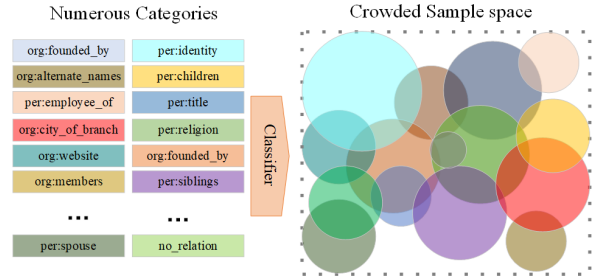 Numerous Categories
Crowded Sample space
org:founded_by per:identity
org:alternate_names per:children
per:employee_of per:title
org:city_of_branch per:religion
org:website org:founded_by
org:members per:siblings
... ...
per:spouse no_relation
Classifier